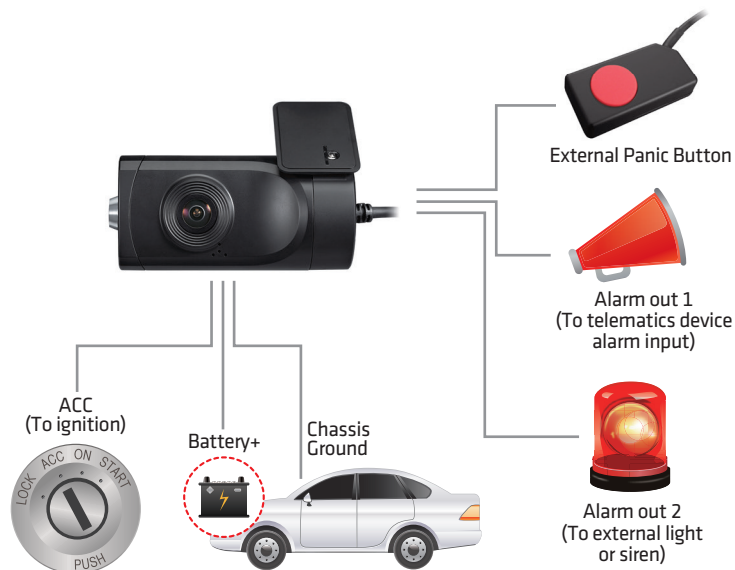 External Panic Button
Alarm out 1
(To telematics device
alarm input)
ACC
(To ignition)
Battery+
Chassis
Ground
LOCK ACC ON START
PUSH
Alarm out 2
(To external light
or siren)